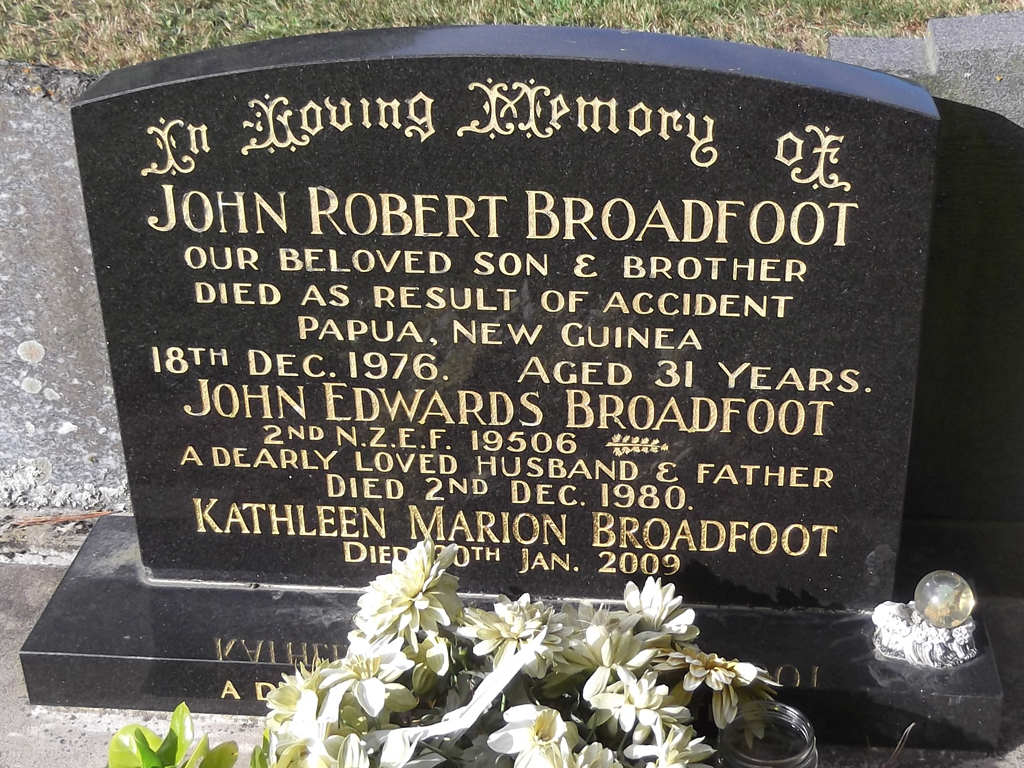 In Loving Memory of
JOHN ROBERT BROADFOOT
OUR BELOVED SON & BROTHER
DIED AS RESULT OF ACCIDENT
PAPUA, NEW GUINEA
18TH DEC. 1976. AGED 31 YEARS.
JOHN EDWARDS BROADFOOT
2ND N.Z.E.F. 19506
A DEARLY LOVED HUSBAND & FATHER
DIED 2ND DEC. 1980.
KATHLEEN MARION BROADFOOT
DIED JAN. 2009
A